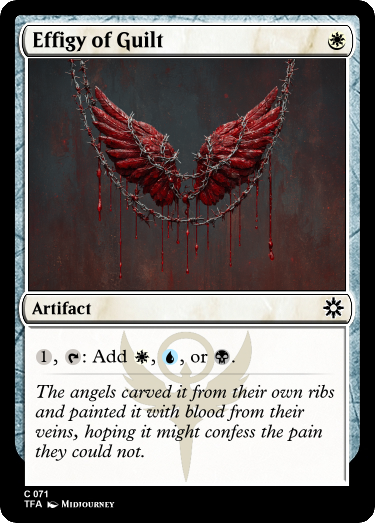 Effigy of Guilt
Artifact
1, : Add , , or .
The angels carved it from their own ribs
and painted it with blood from their
veins, hoping it might confess the pain
they could not.
C 071
TFA Midjourney